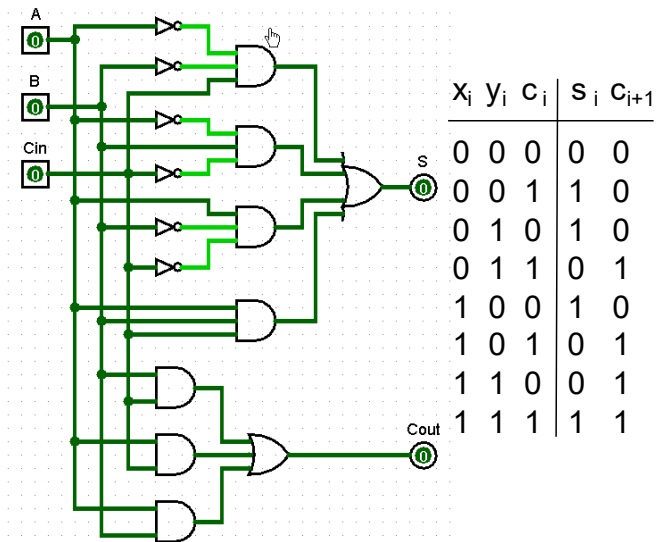 A
0
B
0
Cin
0
S
0
Cout
0
xi yi ci si ci+1
0 0 0 0 0
0 0 1 1 0
0 1 0 1 0
0 1 1 0 1
1 0 0 1 0
1 0 1 0 1
1 1 0 0 1
1 1 1 1 1